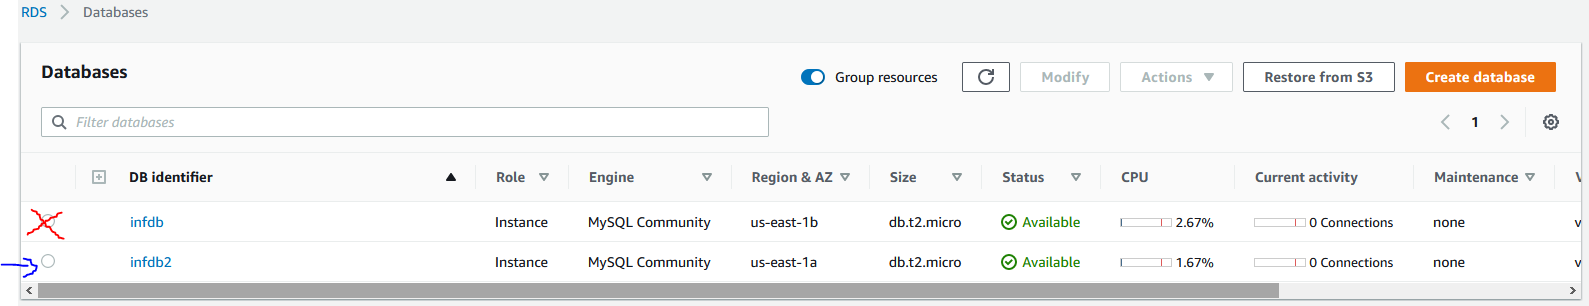 RDS > Databases
Databases
Group resources Modify Actions Restore from S3 Create database
Filter databases
1
DB identifier Role Engine Region & AZ Size Status CPU Current activity Maintenance V
infdb Instance MySQL Community us-east-1b db.t2.micro Available 2.67% 0 Connections none v
infdb2 Instance MySQL Community us-east-1a db.t2.micro Available 1.67% 0 Connections none v